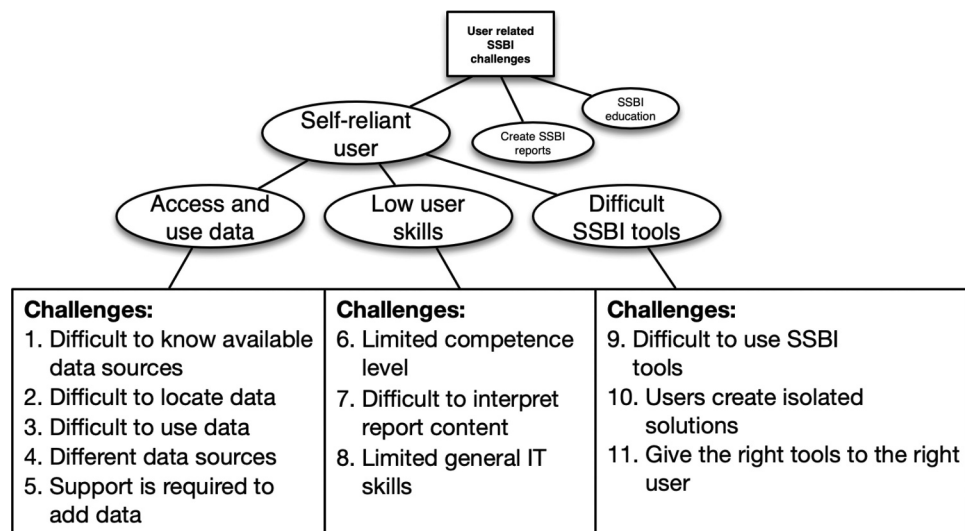 User related
SSBI
challenges
SSBI
education
Self-reliant
user
Create SSBI
reports
Access and
use data
Low user
skills
Difficult
SSBI tools
Challenges:
1. Difficult to know available
data sources
2. Difficult to locate data
3. Difficult to use data
4. Different data sources
5. Support is required to
add data
Challenges:
6. Limited competence
level
7. Difficult to interpret
report content
8. Limited general IT
skills
Challenges:
9. Difficult to use SSBI
tools
10. Users create isolated
solutions
11. Give the right tools to the right
user